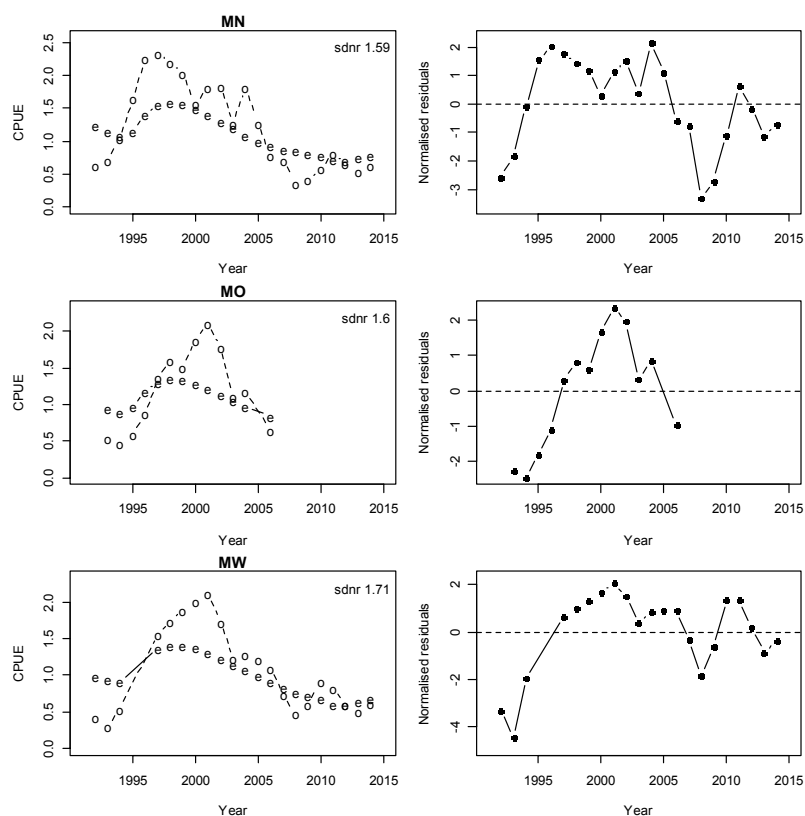 MN
sdnr 1.59
CPUE
0.0 0.5 1.0 1.5 2.0 2.5
1995 2000 2005 2010 2015
Year
Normalised residuals
-3 -2 -1 0 1 2
1995 2000 2005 2010 2015
Year
MO
sdnr 1.6
CPUE
0.0 0.5 1.0 1.5 2.0
1995 2000 2005 2010 2015
Year
Normalised residuals
-2 -1 0 1 2
1995 2000 2005 2010 2015
Year
MW
sdnr 1.71
CPUE
0.0 0.5 1.0 1.5 2.0
1995 2000 2005 2010 2015
Year
Normalised residuals
-4 -2 0 2
1995 2000 2005 2010 2015
Year